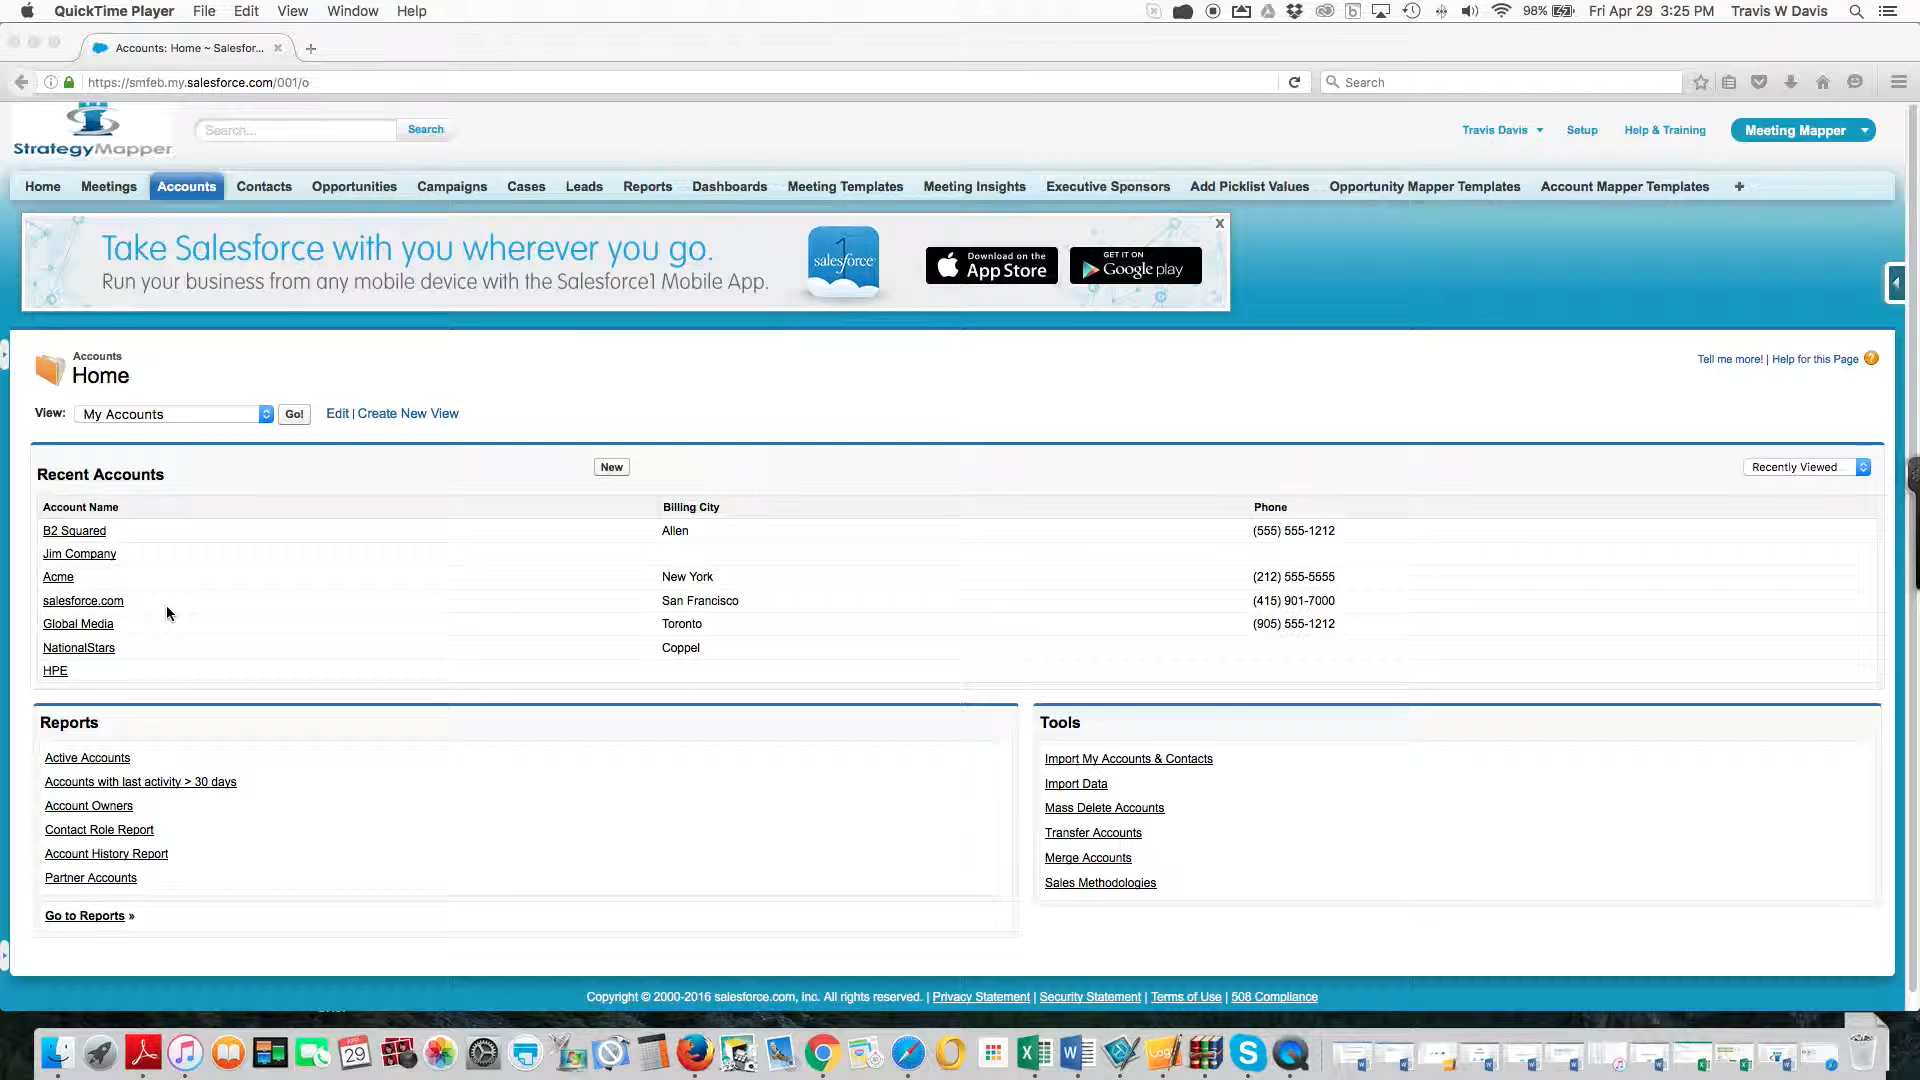 QuickTime Player File Edit View Window Help 98% Fri Apr 29 3:25 PM Travis W Davis
Accounts: Home ~ Salesfor...
https://smfeb.my.salesforce.com/001/o Search
StrategyMapper Search... Search Travis Davis Setup Help & Training Meeting Mapper
Home Meetings Accounts Contacts Opportunities Campaigns Cases Leads Reports Dashboards Meeting Templates Meeting Insights Executive Sponsors Add Picklist Values Opportunity Mapper Templates Account Mapper Templates +
Take Salesforce with you wherever you go.
Run your business from any mobile device with the Salesforce1 Mobile App.
1
salesforce
Download on the
App Store
GET IT ON
Google play
Accounts
Home
Tell me more! | Help for this Page
View: My Accounts Go! Edit | Create New View
Recent Accounts New Recently Viewed
Account Name Billing City Phone
B2 Squared Allen (555) 555-1212
Jim Company
Acme New York (212) 555-5555
salesforce.com San Francisco (415) 901-7000
Global Media Toronto (905) 555-1212
NationalStars Coppel
HPE
Reports
Active Accounts
Accounts with last activity > 30 days
Account Owners
Contact Role Report
Account History Report
Partner Accounts
Go to Reports »
Tools
Import My Accounts & Contacts
Import Data
Mass Delete Accounts
Transfer Accounts
Merge Accounts
Sales Methodologies
Copyright © 2000-2016 salesforce.com, inc. All rights reserved. | Privacy Statement | Security Statement | Terms of Use | 508 Compliance
APR
29